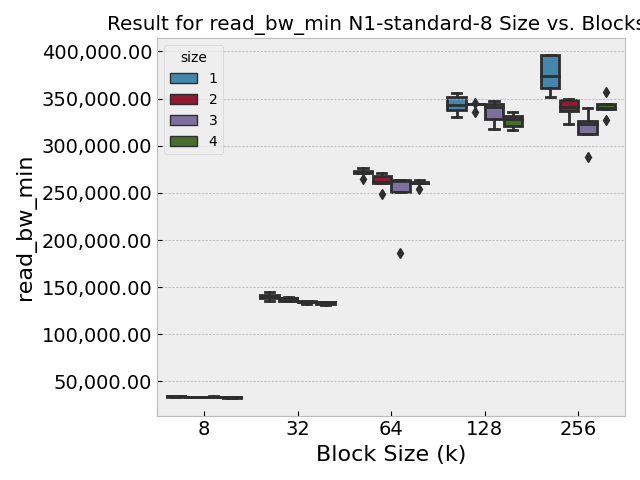 Result for read_bw_min N1-standard-8 Size vs. Blocks
400,000.00
350,000.00
300,000.00
250,000.00
200,000.00
150,000.00
100,000.00
50,000.00
read_bw_min
size
1
2
3
4
8 32 64 128 256
Block Size (k)